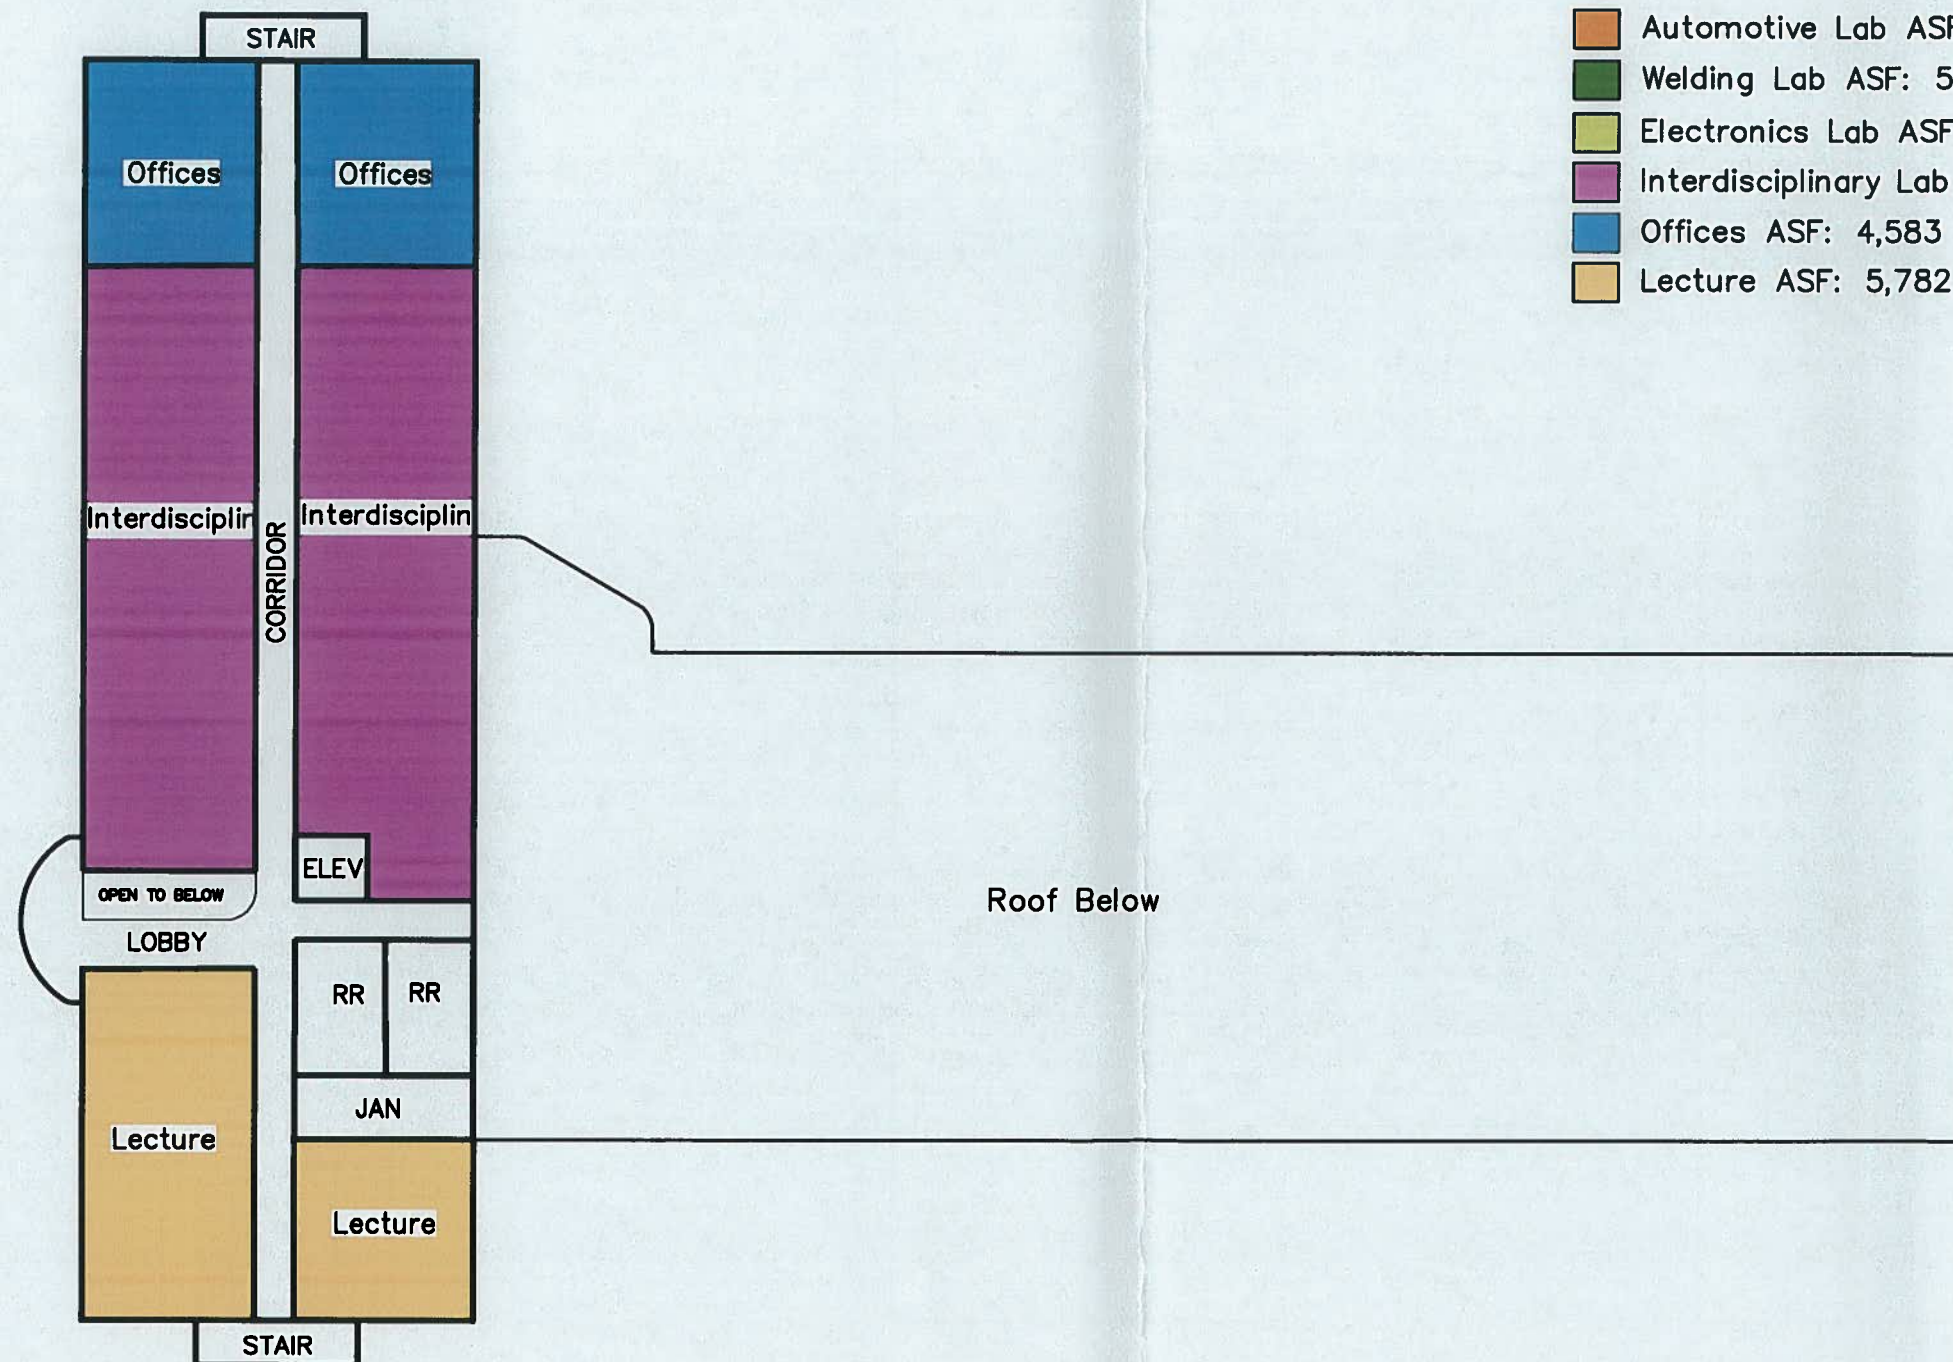 STAIR
Automotive Lab ASF
Welding Lab ASF: 5
Electronics Lab ASF
Interdisciplinary Lab
Offices ASF: 4,583
Lecture ASF: 5,782
Offices
Offices
Interdisciplin
Interdisciplin
CORRIDOR
ELEV
OPEN TO BELOW
LOBBY
Roof Below
RR
RR
JAN
Lecture
Lecture
STAIR